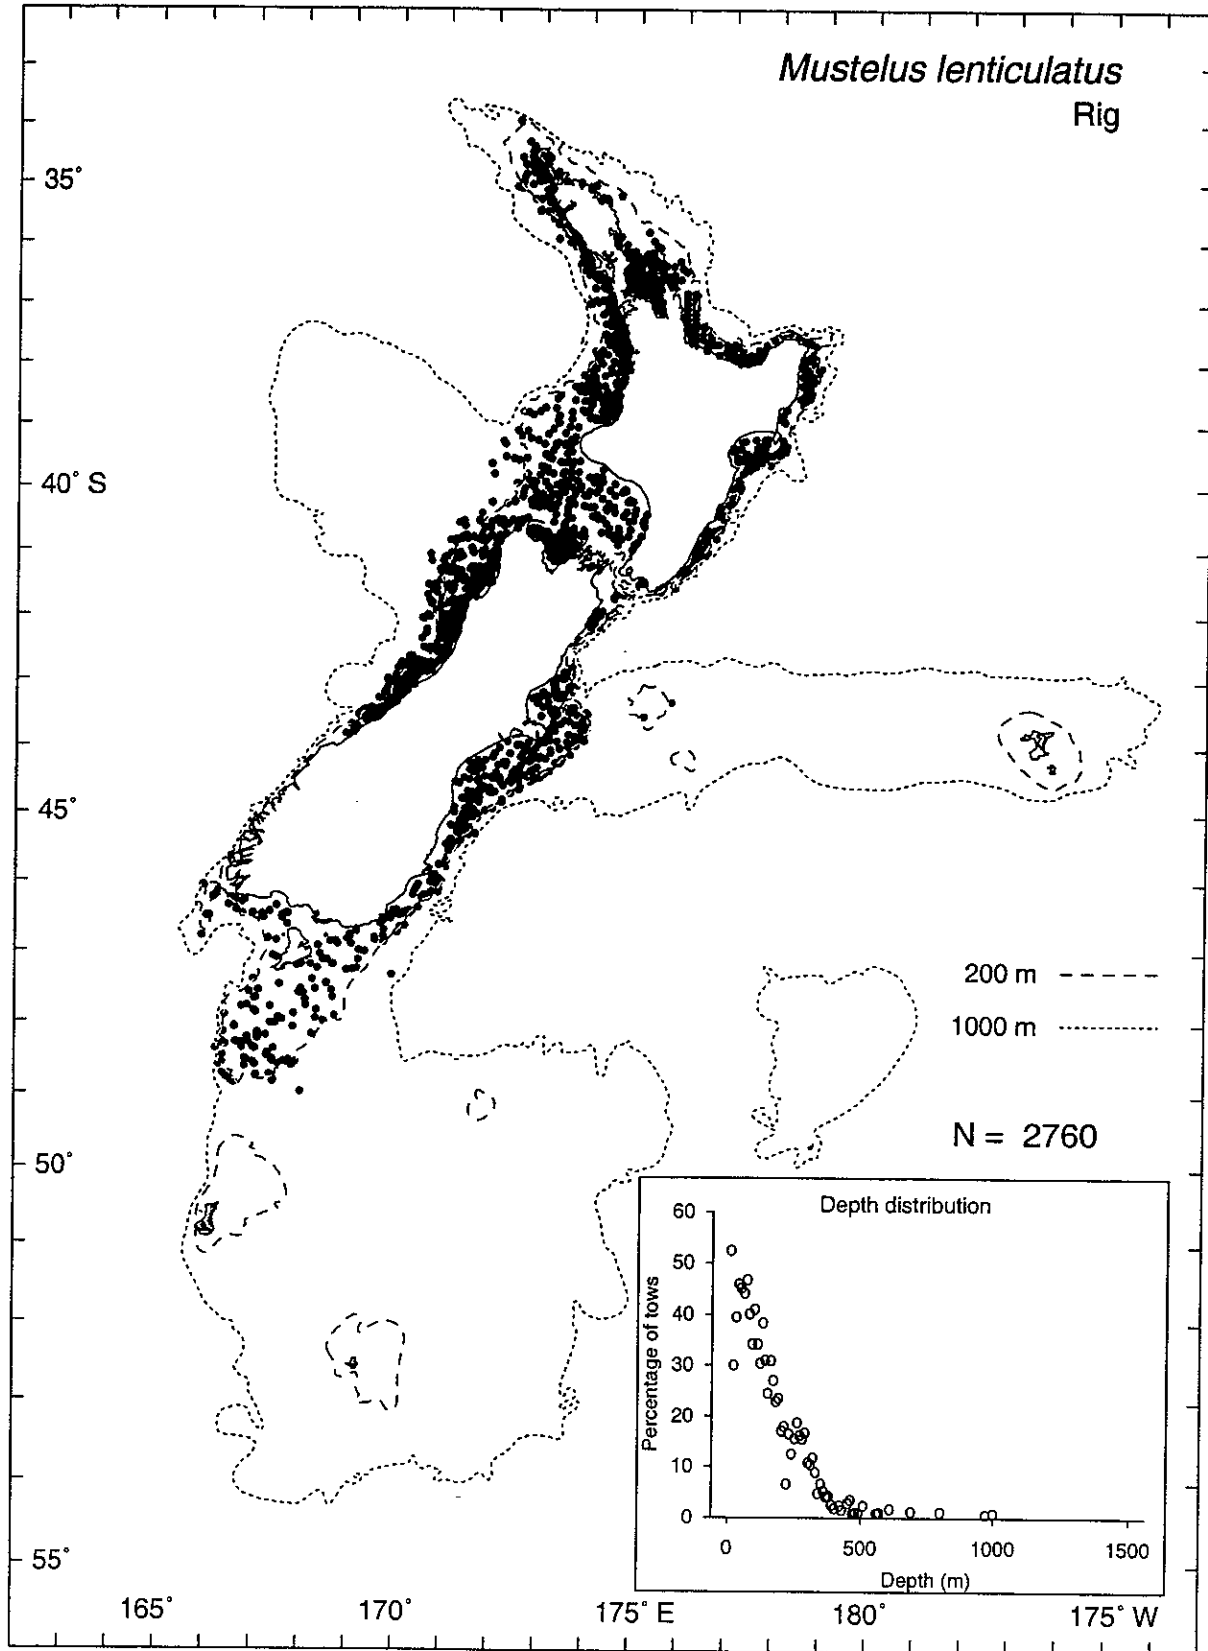 Mustelus lenticulatus
Rig
35°
40° S
45°
200 m
1000 m
N = 2760
50°
Depth distribution
60
50
40
30
20
10
0
Percentage of tows
0 500 1000 1500
Depth (m)
55°
165° 170° 175° E 180° 175° W